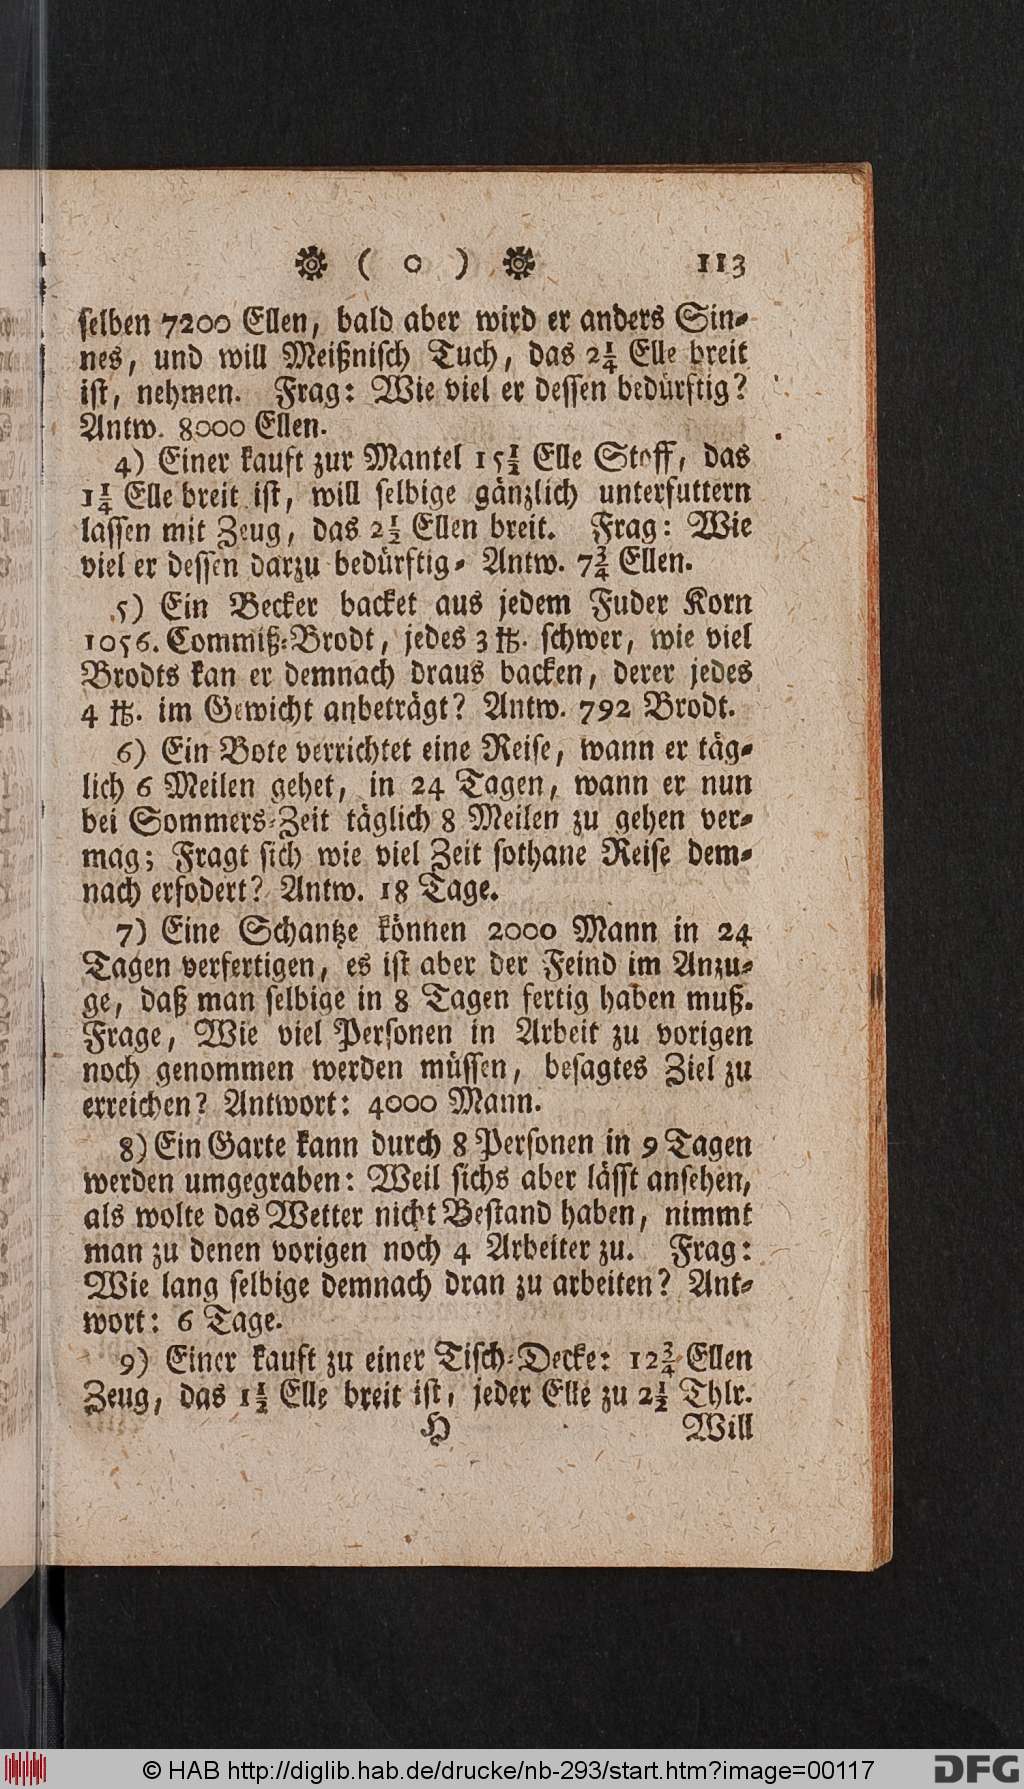 ❋ ( o ) ❋ 113
selben 7200 Ellen, bald aber wird er anders Sin-
nes, und will Meißnisch Tuch, das 2¼ Elle breit
ist, nehmen. Frag: Wie viel er dessen bedürftig?
Antw. 8000 Ellen.
4) Einer kauft zur Mantel 15½ Elle Stoff, das
1¼ Elle breit ist, will selbige gänzlich unterfuttern
lassen mit Zeug, das 2½ Ellen breit. Frag: Wie
viel er dessen darzu bedürftig- Antw. 7¾ Ellen.
5) Ein Becker backet aus jedem Fuder Korn
1056. Commiß-Brodt, jedes 3 ℔. schwer, wie viel
Brodts kan er demnach draus backen, derer jedes
4 ℔. im Gewicht anbeträgt? Antw. 792 Brodt.
6) Ein Bote verrichtet eine Reise, wann er täg-
lich 6 Meilen gehet, in 24 Tagen, wann er nun
bei Sommers-Zeit täglich 8 Meilen zu gehen ver-
mag; Fragt sich wie viel Zeit sothane Reise dem-
nach erfodert? Antw. 18 Tage.
7) Eine Schantze können 2000 Mann in 24
Tagen verfertigen, es ist aber der Feind im Anzu-
ge, daß man selbige in 8 Tagen fertig haben muß.
Frage, Wie viel Personen in Arbeit zu vorigen
noch genommen werden müssen, besagtes Ziel zu
erreichen? Antwort: 4000 Mann.
8) Ein Garte kann durch 8 Personen in 9 Tagen
werden umgegraben: Weil sichs aber lässt ansehen,
als wolte das Wetter nicht Bestand haben, nimmt
man zu denen vorigen noch 4 Arbeiter zu. Frag:
Wie lang selbige demnach dran zu arbeiten? Ant-
wort: 6 Tage.
9) Einer kauft zu einer Tisch-Decke: 12¾ Ellen
Zeug, das 1½ Elle breit ist, jeder Elle zu 2½ Thlr.
H Will
© HAB http://diglib.hab.de/drucke/nb-293/start.htm?image=00117 DFG